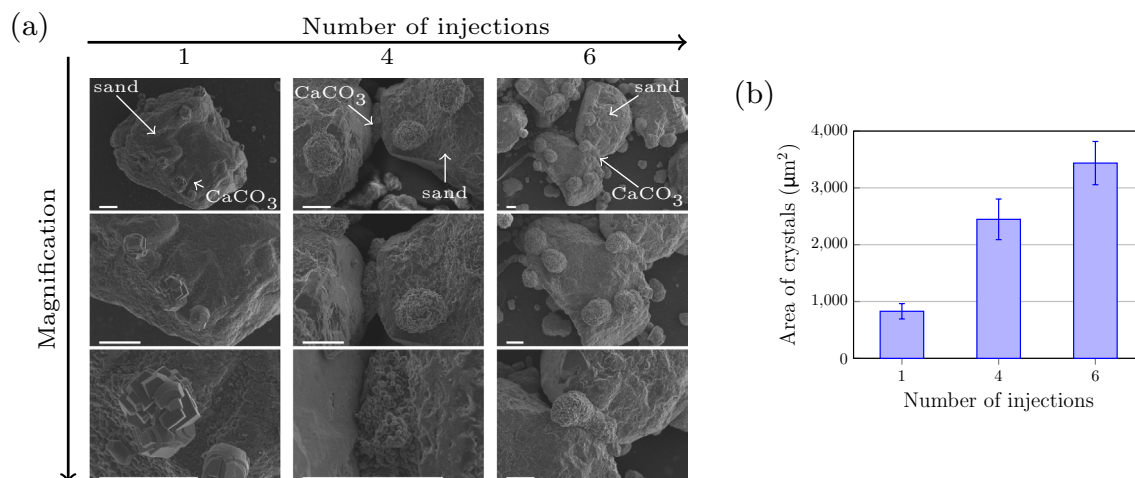 (a)
Number of injections
1 4 6
Magnification
sand
CaCO₃
CaCO₃
sand
sand
CaCO₃
(b)
Area of crystals (μm²)
4,000
3,000
2,000
1,000
0
1 4 6
Number of injections